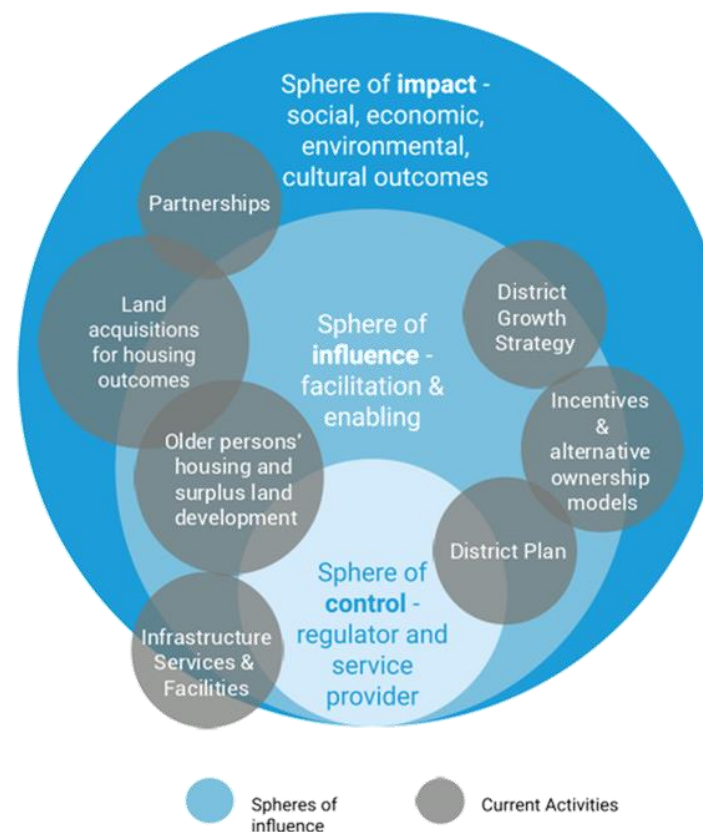 Sphere of impact -
social, economic,
environmental,
cultural outcomes
Partnerships
Land
acquisitions
for housing
outcomes
District
Growth
Strategy
Sphere of
influence -
facilitation &
enabling
Incentives
&
alternative
ownership
models
Older persons'
housing and
surplus land
development
District Plan
Sphere of
control -
regulator and
service
provider
Infrastructure
Services &
Facilities
Spheres of
influence
Current Activities